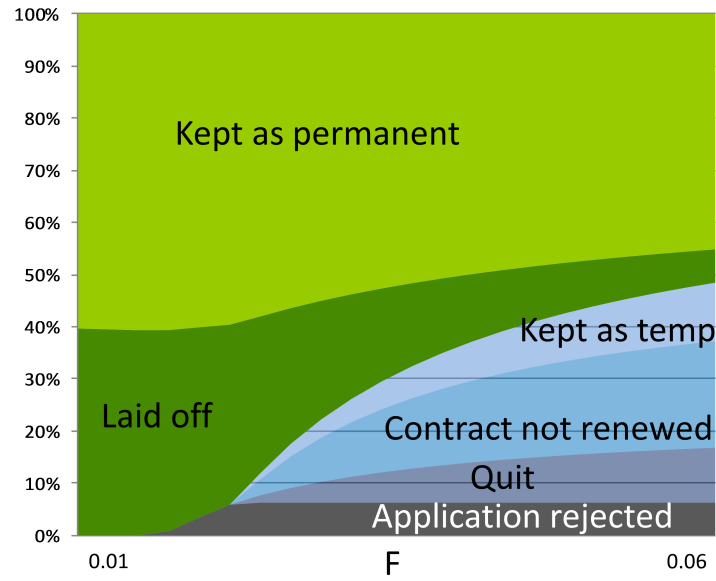 100%
90%
80%
70%
60%
50%
40%
30%
20%
10%
0%
Kept as permanent
Kept as temp
Laid off
Contract not renewed
Quit
Application rejected
0.01
F
0.06